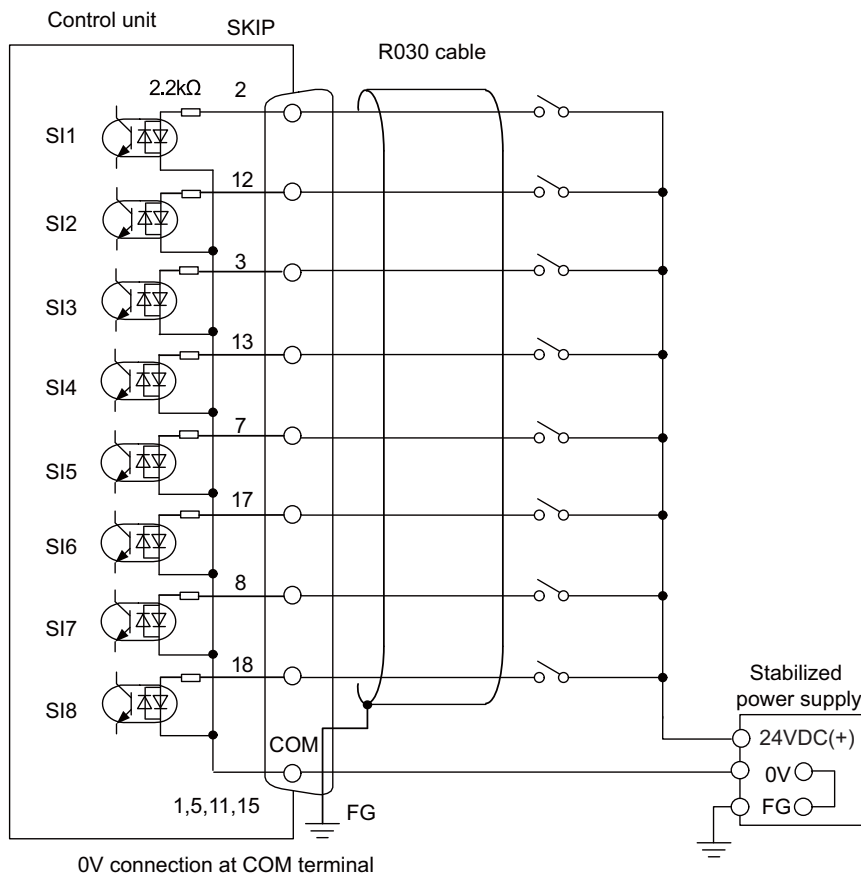 Control unit
SKIP
R030 cable
2.2kΩ
2
SI1
12
SI2
3
SI3
13
SI4
7
SI5
17
SI6
8
SI7
18
SI8
Stabilized
power supply
24VDC(+)
COM
0V
1,5,11,15
FG
FG
0V connection at COM terminal